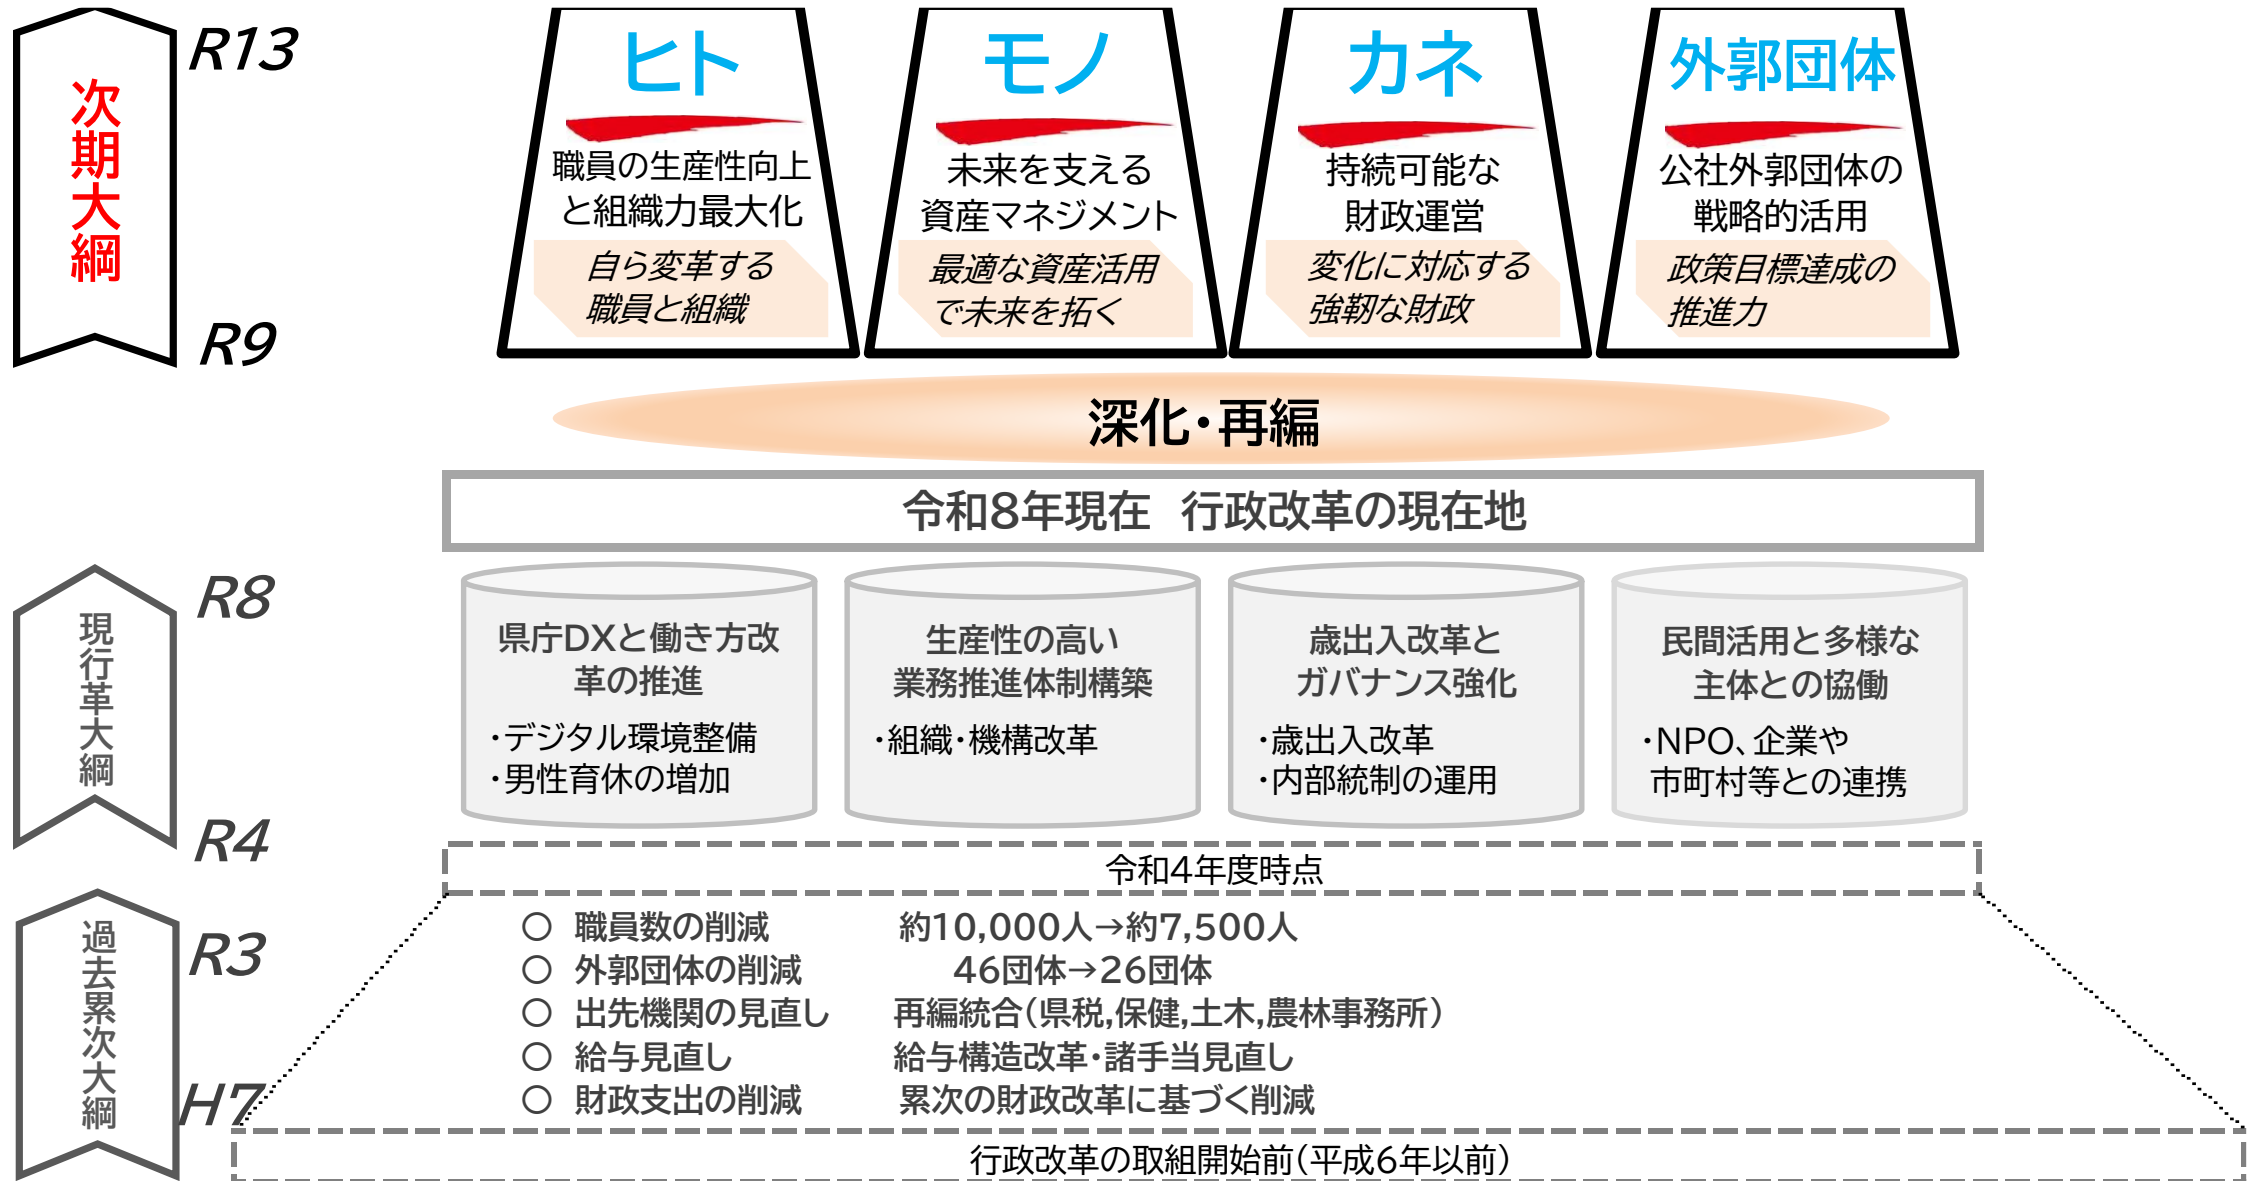 次期大綱
R13
R9
ヒト
職員の生産性向上
と組織力最大化
自ら変革する
職員と組織
モノ
未来を支える
資産マネジメント
最適な資産活用
で未来を拓く
カネ
持続可能な
財政運営
変化に対応する
強靭な財政
外郭団体
公社外郭団体の
戦略的活用
政策目標達成の
推進力
深化・再編
令和8年現在 行政改革の現在地
現行革大綱
R8
R4
県庁DXと働き方改
革の推進
・デジタル環境整備
・男性育休の増加
生産性の高い
業務推進体制構築
・組織・機構改革
歳出入改革と
ガバナンス強化
・歳出入改革
・内部統制の運用
民間活用と多様な
主体との協働
・NPO、企業や
市町村等との連携
令和4年度時点
過去累次大綱
R3
H7
〇 職員数の削減 約10,000人→約7,500人
〇 外郭団体の削減 46団体→26団体
〇 出先機関の見直し 再編統合(県税,保健,土木,農林事務所)
〇 給与見直し 給与構造改革・諸手当見直し
〇 財政支出の削減 累次の財政改革に基づく削減
行政改革の取組開始前(平成6年以前)